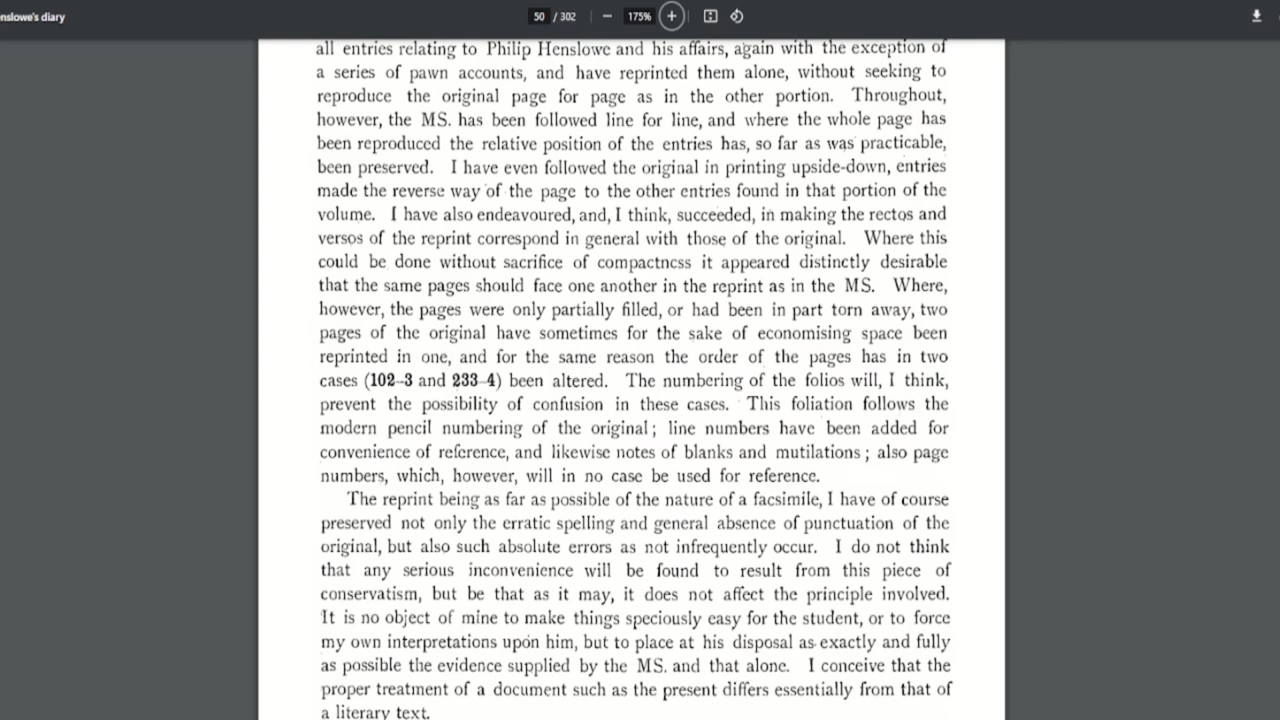 nslowe's diary
50 / 302
175%
all entries relating to Philip Henslowe and his affairs, again with the exception of
a series of pawn accounts, and have reprinted them alone, without seeking to
reproduce the original page for page as in the other portion. Throughout,
however, the MS. has been followed line for line, and where the whole page has
been reproduced the relative position of the entries has, so far as was practicable,
been preserved. I have even followed the original in printing upside-down, entries
made the reverse way of the page to the other entries found in that portion of the
volume. I have also endeavoured, and, I think, succeeded, in making the rectos and
versos of the reprint correspond in general with those of the original. Where this
could be done without sacrifice of compactness it appeared distinctly desirable
that the same pages should face one another in the reprint as in the MS. Where,
however, the pages were only partially filled, or had been in part torn away, two
pages of the original have sometimes for the sake of economising space been
reprinted in one, and for the same reason the order of the pages has in two
cases (102–3 and 233–4) been altered. The numbering of the folios will, I think,
prevent the possibility of confusion in these cases. This foliation follows the
modern pencil numbering of the original; line numbers have been added for
convenience of reference, and likewise notes of blanks and mutilations; also page
numbers, which, however, will in no case be used for reference.
The reprint being as far as possible of the nature of a facsimile, I have of course
preserved not only the erratic spelling and general absence of punctuation of the
original, but also such absolute errors as not infrequently occur. I do not think
that any serious inconvenience will be found to result from this piece of
conservatism, but be that as it may, it does not affect the principle involved.
It is no object of mine to make things speciously easy for the student, or to force
my own interpretations upon him, but to place at his disposal as exactly and fully
as possible the evidence supplied by the MS. and that alone. I conceive that the
proper treatment of a document such as the present differs essentially from that of
a literary text.